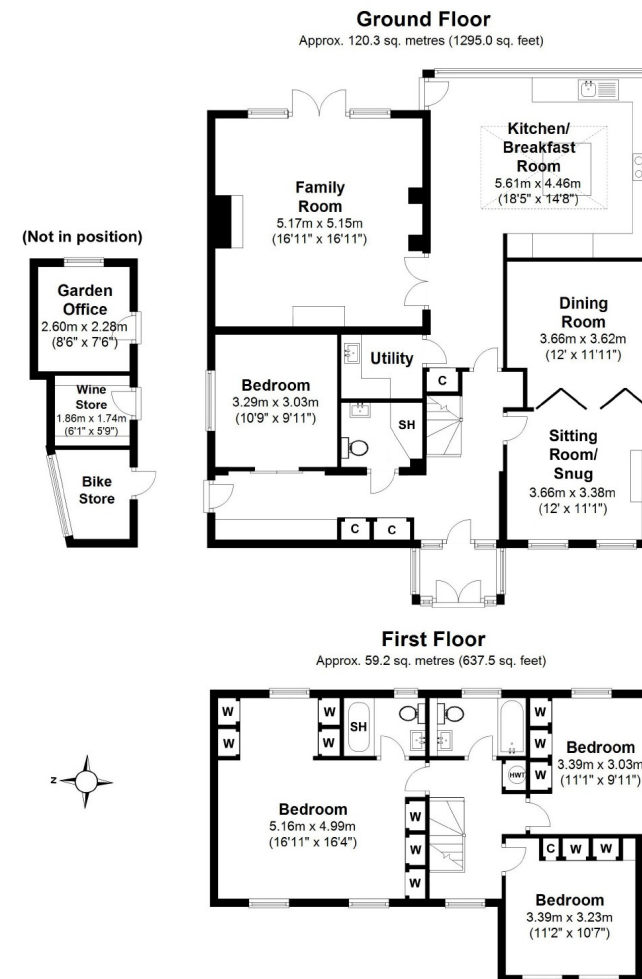 Ground Floor
Approx. 120.3 sq. metres (1295.0 sq. feet)
Kitchen/
Breakfast
Room
5.61m x 4.46m
(18'5" x 14'8")
Family
Room
5.17m x 5.15m
(16'11" x 16'11")
(Not in position)
Garden
Office
2.60m x 2.28m
(8'6" x 7'6")
Dining
Room
3.66m x 3.62m
(12' x 11'11")
Utility
Bedroom
3.29m x 3.03m
(10'9" x 9'11")
C
Wine
Store
1.86m x 1.74m
(6'1" x 5'9")
SH
Sitting
Room/
Snug
3.66m x 3.38m
(12' x 11'1")
Bike
Store
C
C
First Floor
Approx. 59.2 sq. metres (637.5 sq. feet)
W
W
W
W
SH
W
W
W
Bedroom
3.39m x 3.03m
(11'1" x 9'11")
HWT
z
Bedroom
5.16m x 4.99m
(16'11" x 16'4")
W
W
W
C
W
W
Bedroom
3.39m x 3.23m
(11'2" x 10'7")